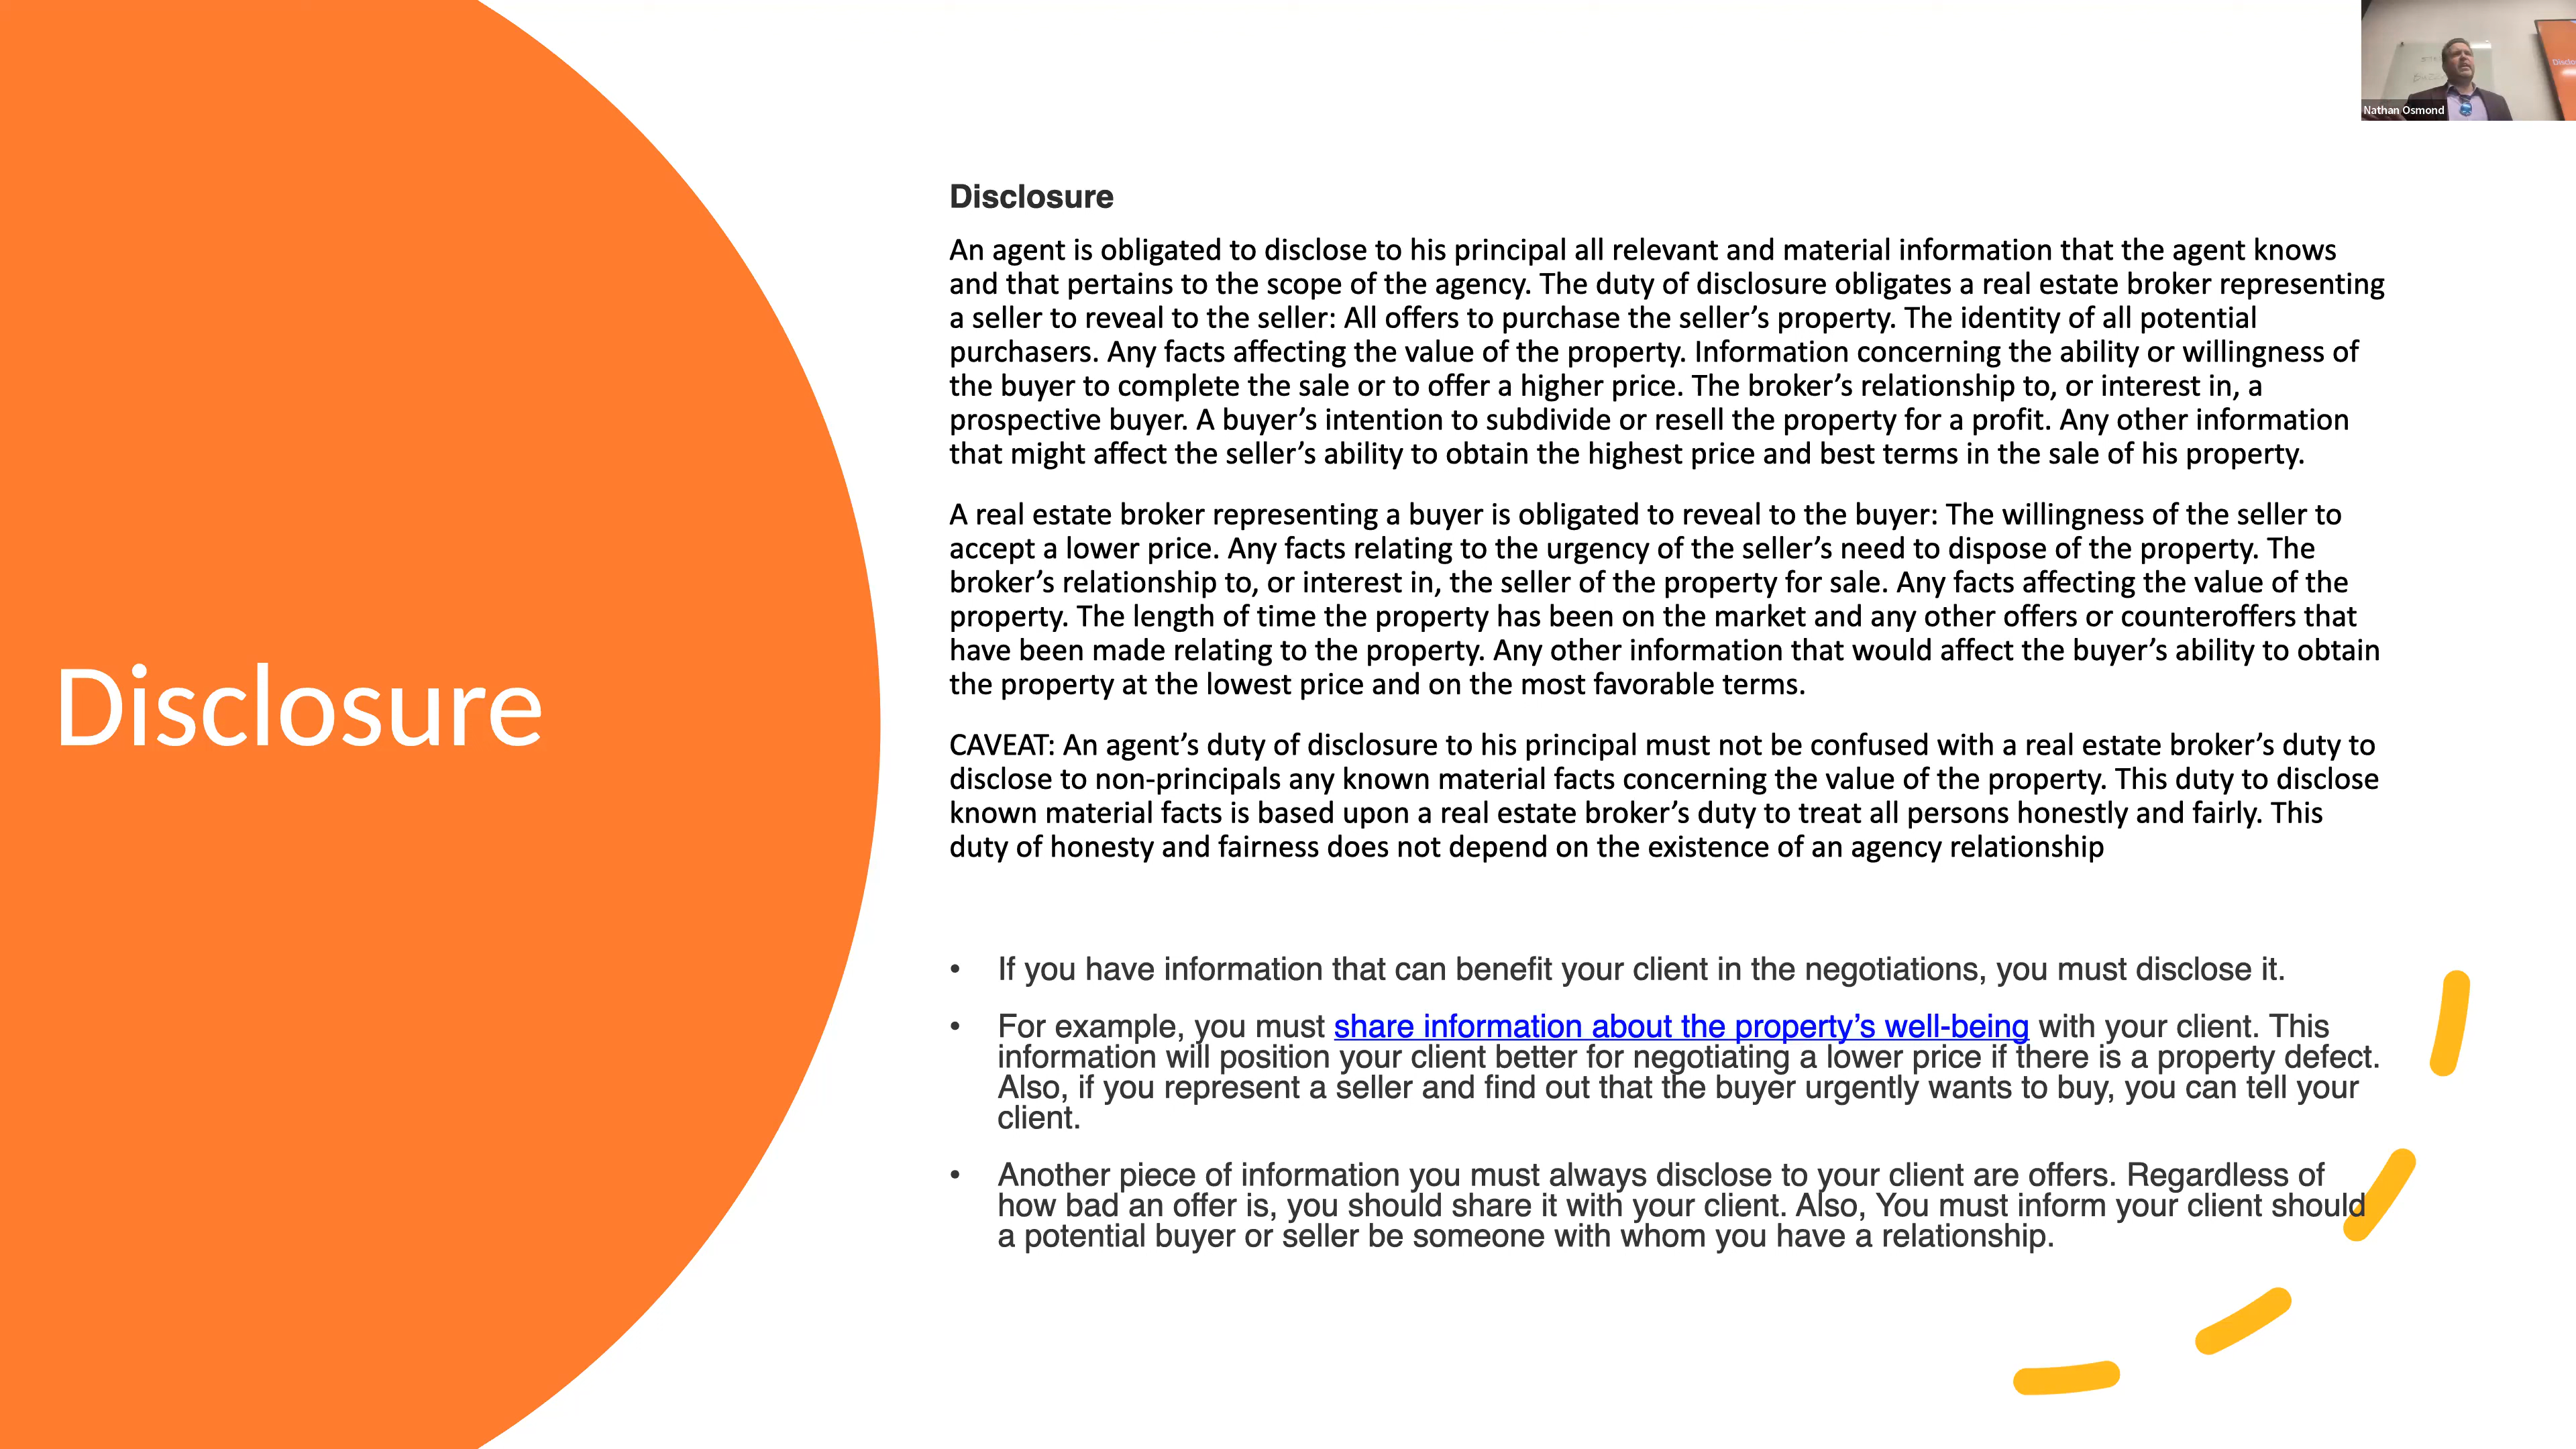 Nathan Osmond
Disclosure
Disclosure
An agent is obligated to disclose to his principal all relevant and material information that the agent knows
and that pertains to the scope of the agency. The duty of disclosure obligates a real estate broker representing
a seller to reveal to the seller: All offers to purchase the seller’s property. The identity of all potential
purchasers. Any facts affecting the value of the property. Information concerning the ability or willingness of
the buyer to complete the sale or to offer a higher price. The broker’s relationship to, or interest in, a
prospective buyer. A buyer’s intention to subdivide or resell the property for a profit. Any other information
that might affect the seller’s ability to obtain the highest price and best terms in the sale of his property.
A real estate broker representing a buyer is obligated to reveal to the buyer: The willingness of the seller to
accept a lower price. Any facts relating to the urgency of the seller’s need to dispose of the property. The
broker’s relationship to, or interest in, the seller of the property for sale. Any facts affecting the value of the
property. The length of time the property has been on the market and any other offers or counteroffers that
have been made relating to the property. Any other information that would affect the buyer’s ability to obtain
the property at the lowest price and on the most favorable terms.
CAVEAT: An agent’s duty of disclosure to his principal must not be confused with a real estate broker’s duty to
disclose to non-principals any known material facts concerning the value of the property. This duty to disclose
known material facts is based upon a real estate broker’s duty to treat all persons honestly and fairly. This
duty of honesty and fairness does not depend on the existence of an agency relationship
• If you have information that can benefit your client in the negotiations, you must disclose it.
• For example, you must share information about the property’s well-being with your client. This
information will position your client better for negotiating a lower price if there is a property defect.
Also, if you represent a seller and find out that the buyer urgently wants to buy, you can tell your
client.
• Another piece of information you must always disclose to your client are offers. Regardless of
how bad an offer is, you should share it with your client. Also, You must inform your client should
a potential buyer or seller be someone with whom you have a relationship.